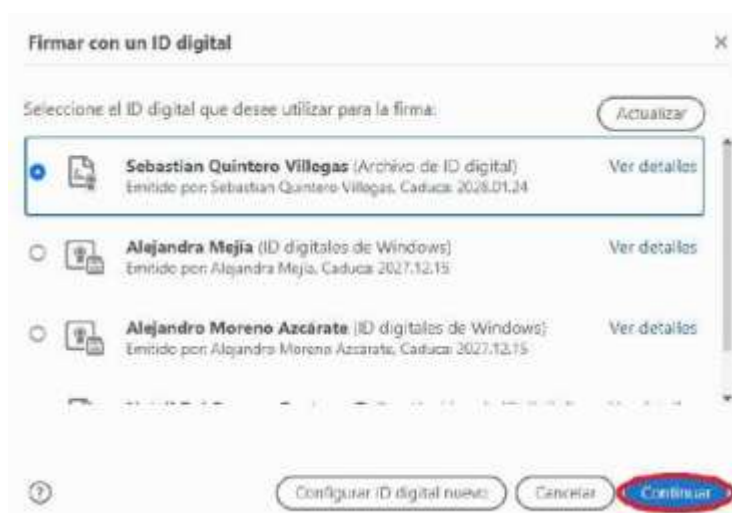 Firmar con un ID digital
Seleccione el ID digital que desee utilizar para la firma:
Actualizar
Sebastian Quintero Villegas (Archivo de ID digital)
Ver detalles
Emitido por: Sebastian Quintero Villegas, Caduca: 2028.01.24
Alejandra Mejia (ID digitales de Windows)
Ver detalles
Emitido por: Alejandra Mejia, Caduca: 2027.12.15
Alejandro Moreno Azcárate (ID digitales de Windows)
Ver detalles
Emitido por: Alejandro Moreno Azcárate, Caduca: 2027.12.15
Configurar ID digital nuevo
Cancelar
Continuar